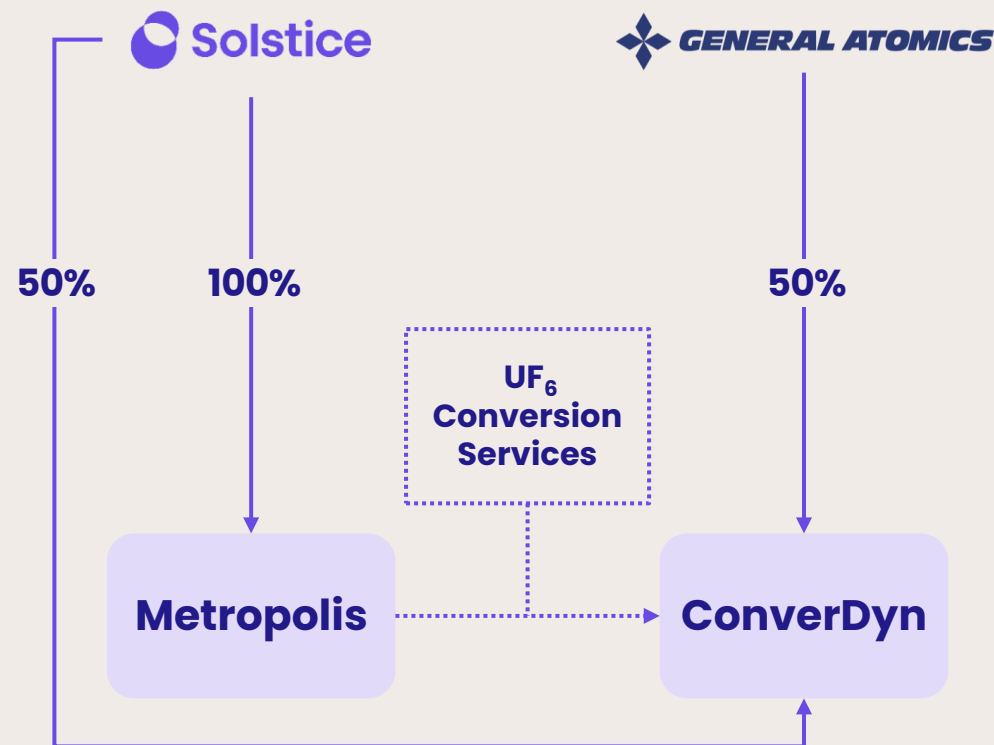 Solstice
GENERAL ATOMICS
50%
100%
50%
UF₆
Conversion
Services
Metropolis
ConverDyn